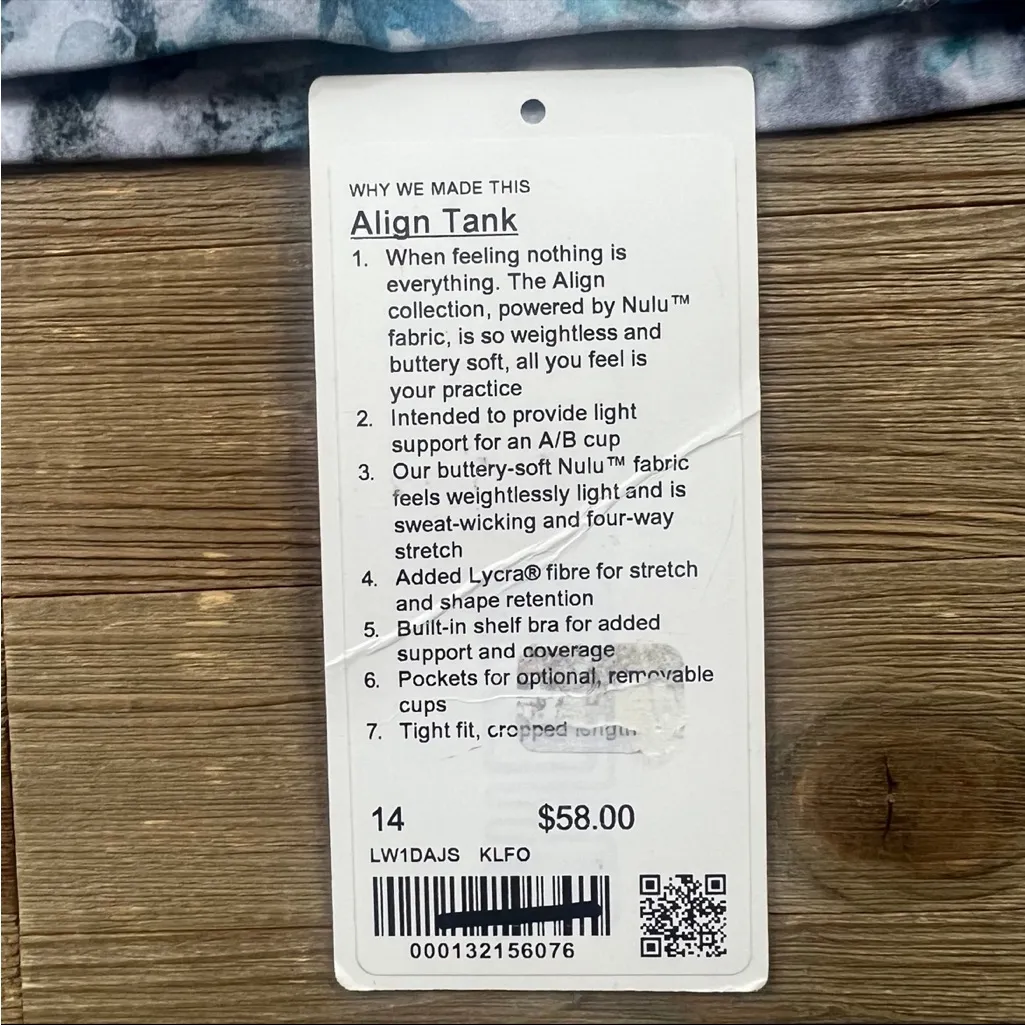 WHY WE MADE THIS
Align Tank
1. When feeling nothing is
everything. The Align
collection, powered by Nulu™
fabric, is so weightless and
buttery soft, all you feel is
your practice
2. Intended to provide light
support for an A/B cup
3. Our buttery-soft Nulu™ fabric
feels weightlessly light and is
sweat-wicking and four-way
stretch
4. Added Lycra® fibre for stretch
and shape retention
5. Built-in shelf bra for added
support and coverage
6. Pockets for optional, removable
cups
7. Tight fit, cropped length
14 $58.00
LW1DAJS KLFO
000132156076